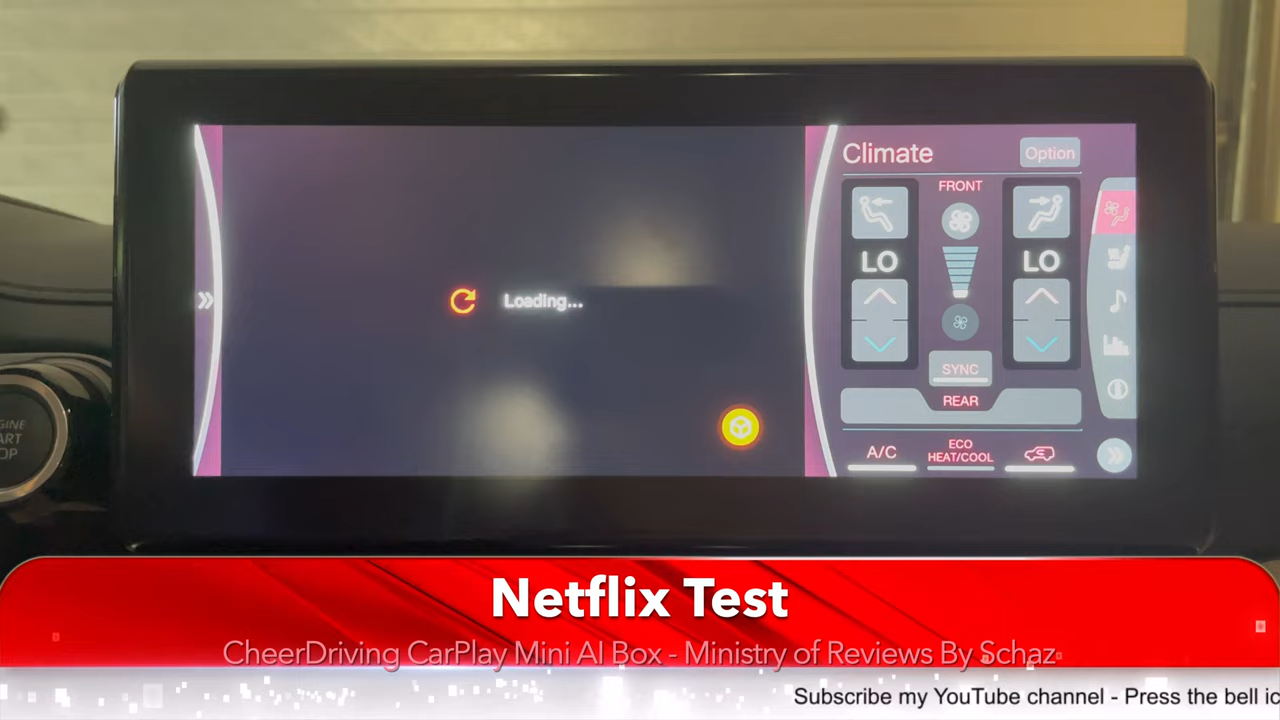 Climate
Option
FRONT
LO
LO
SYNC
REAR
A/C
ECO
HEAT/COOL
Loading...
Netflix Test
CheerDriving CarPlay Mini AI Box - Ministry of Reviews By Schaz
Subscribe my YouTube channel - Press the bell ic